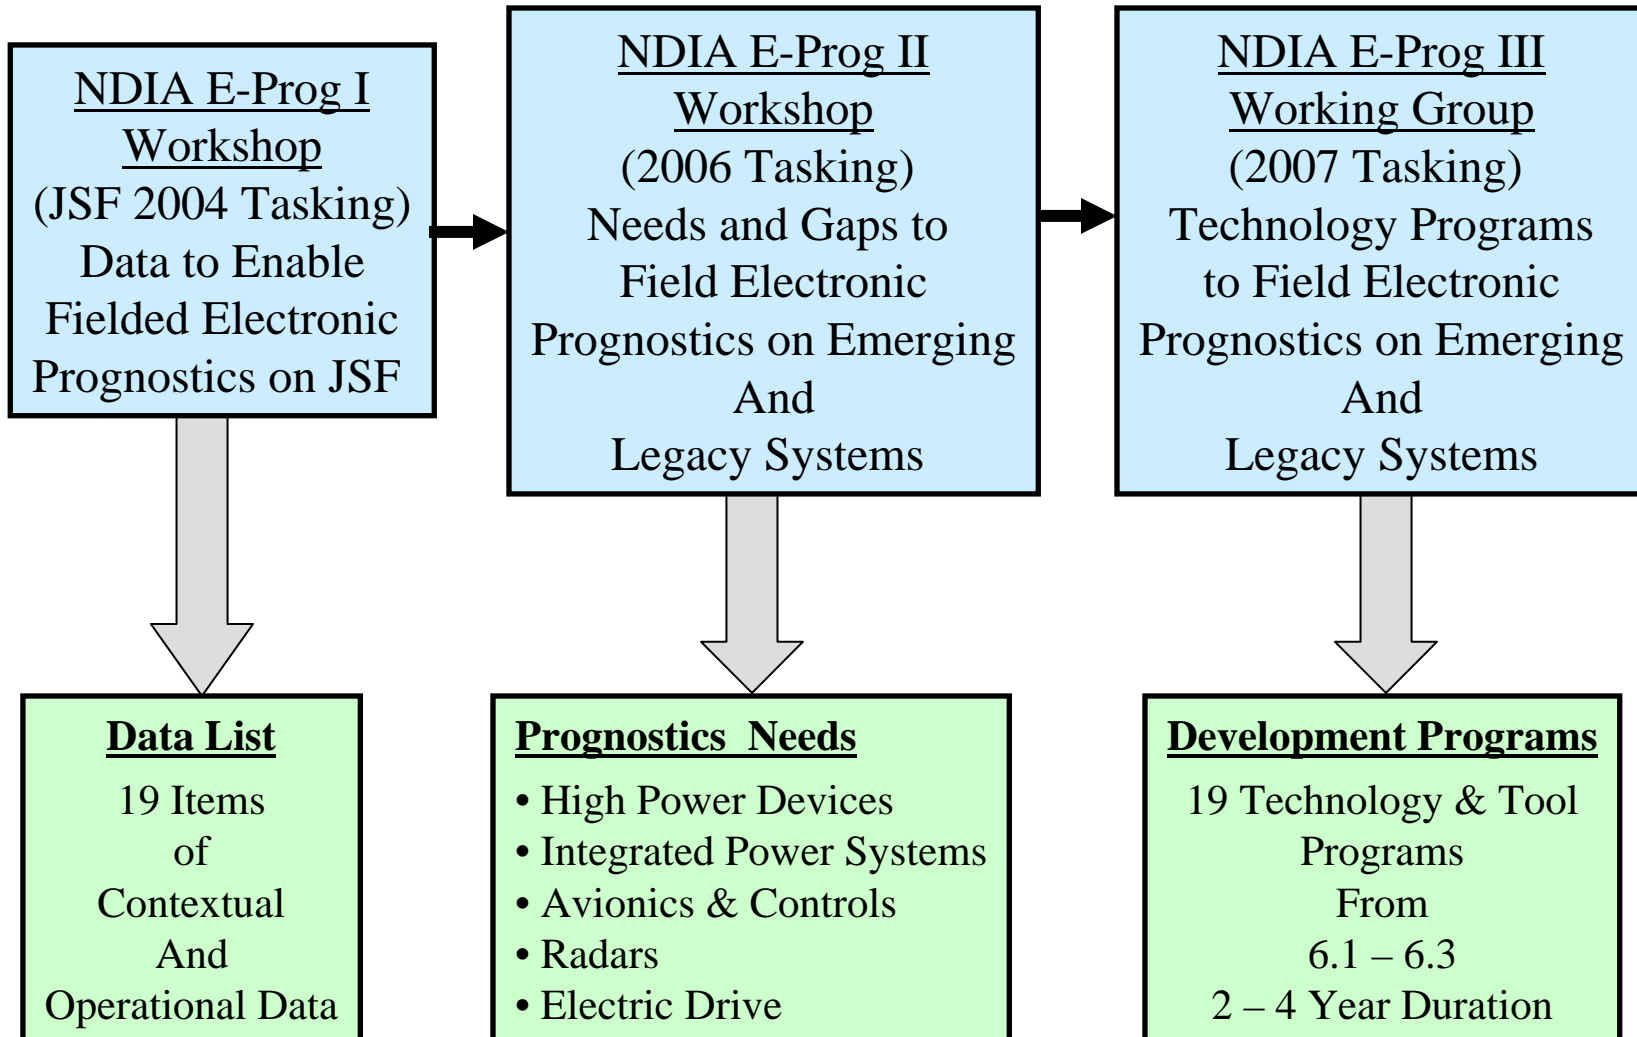 NDIA E-Prog I
Workshop
(JSF 2004 Tasking)
Data to Enable
Fielded Electronic
Prognostics on JSF
NDIA E-Prog II
Workshop
(2006 Tasking)
Needs and Gaps to
Field Electronic
Prognostics on Emerging
And
Legacy Systems
NDIA E-Prog III
Working Group
(2007 Tasking)
Technology Programs
to Field Electronic
Prognostics on Emerging
And
Legacy Systems
Data List
19 Items
of
Contextual
And
Operational Data
Prognostics Needs
• High Power Devices
• Integrated Power Systems
• Avionics & Controls
• Radars
• Electric Drive
Development Programs
19 Technology & Tool
Programs
From
6.1 – 6.3
2 – 4 Year Duration